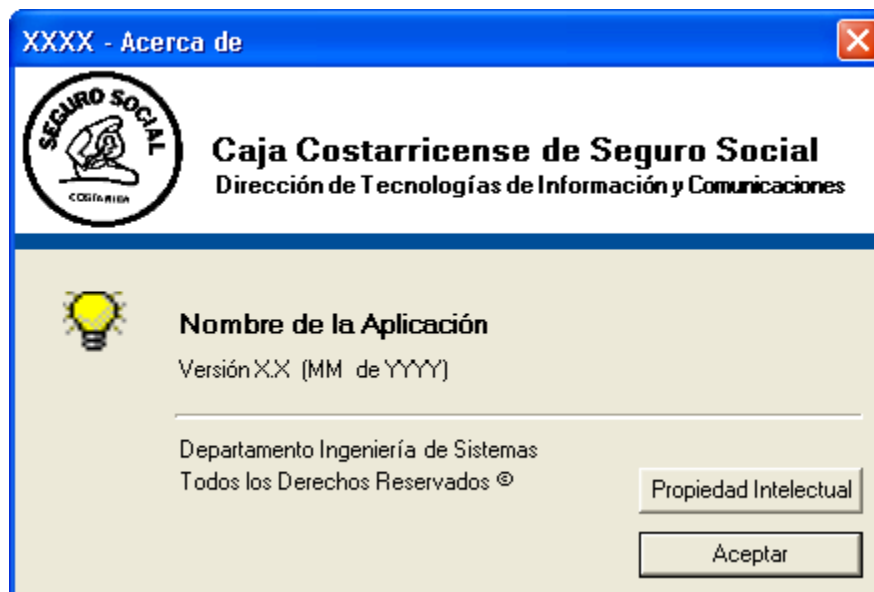 XXXX - Acerca de
SEGURO SOCIAL
COSTA RICA
Caja Costarricense de Seguro Social
Dirección de Tecnologías de Información y Comunicaciones
Nombre de la Aplicación
Versión X.X (MM de YYYY)
Departamento Ingeniería de Sistemas
Todos los Derechos Reservados ©
Propiedad Intelectual
Aceptar